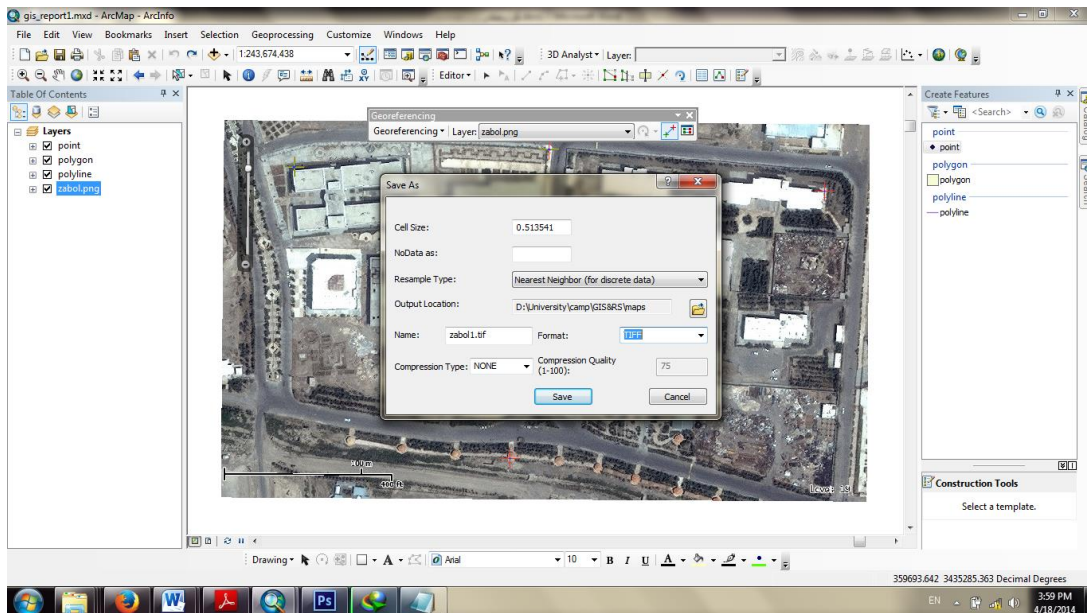 gis_report1.mxd - ArcMap - ArcInfo
File Edit View Bookmarks Insert Selection Geoprocessing Customize Windows Help
1:243,674,438 3D Analyst Layer:
Editor
Table Of Contents
Layers
point
polygon
polyline
zabol.png
Georeferencing
Georeferencing Layer: zabol.png
Save As
Cell Size: 0.513541
NoData as:
Resample Type: Nearest Neighbor (for discrete data)
Output Location: D:\University\camp\GIS&RS\maps
Name: zabol1.tif Format: TIFF
Compression Type: NONE Compression Quality (1-100): 75
Save Cancel
100 m
400 ft
Create Features
<Search>
point
point
polygon
polygon
polyline
polyline
Construction Tools
Select a template.
Drawing A Arial 10 B I U A
359693.642 3435285.363 Decimal Degrees
W Ps
EN 3:59 PM
4/18/2014